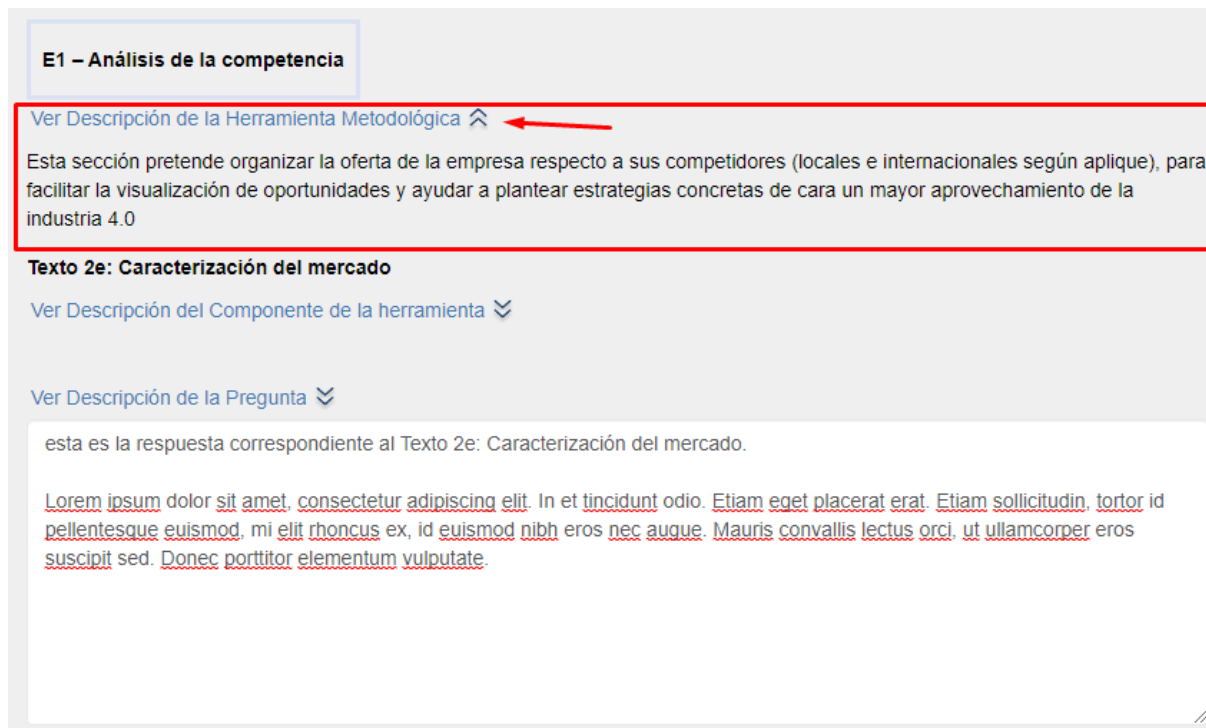 E1 – Análisis de la competencia
Ver Descripción de la Herramienta Metodológica
Esta sección pretende organizar la oferta de la empresa respecto a sus competidores (locales e internacionales según aplique), para
facilitar la visualización de oportunidades y ayudar a plantear estrategias concretas de cara un mayor aprovechamiento de la
industria 4.0
Texto 2e: Caracterización del mercado
Ver Descripción del Componente de la herramienta
Ver Descripción de la Pregunta
esta es la respuesta correspondiente al Texto 2e: Caracterización del mercado.
Lorem ipsum dolor sit amet, consectetur adipiscing elit. In et tincidunt odio. Etiam eget placerat erat. Etiam sollicitudin, tortor id
pellentesque euismod, mi elit rhoncus ex, id euismod nibh eros nec augue. Mauris convallis lectus orci, ut ullamcorper eros
suscipit sed. Donec porttitor elementum vulputate.